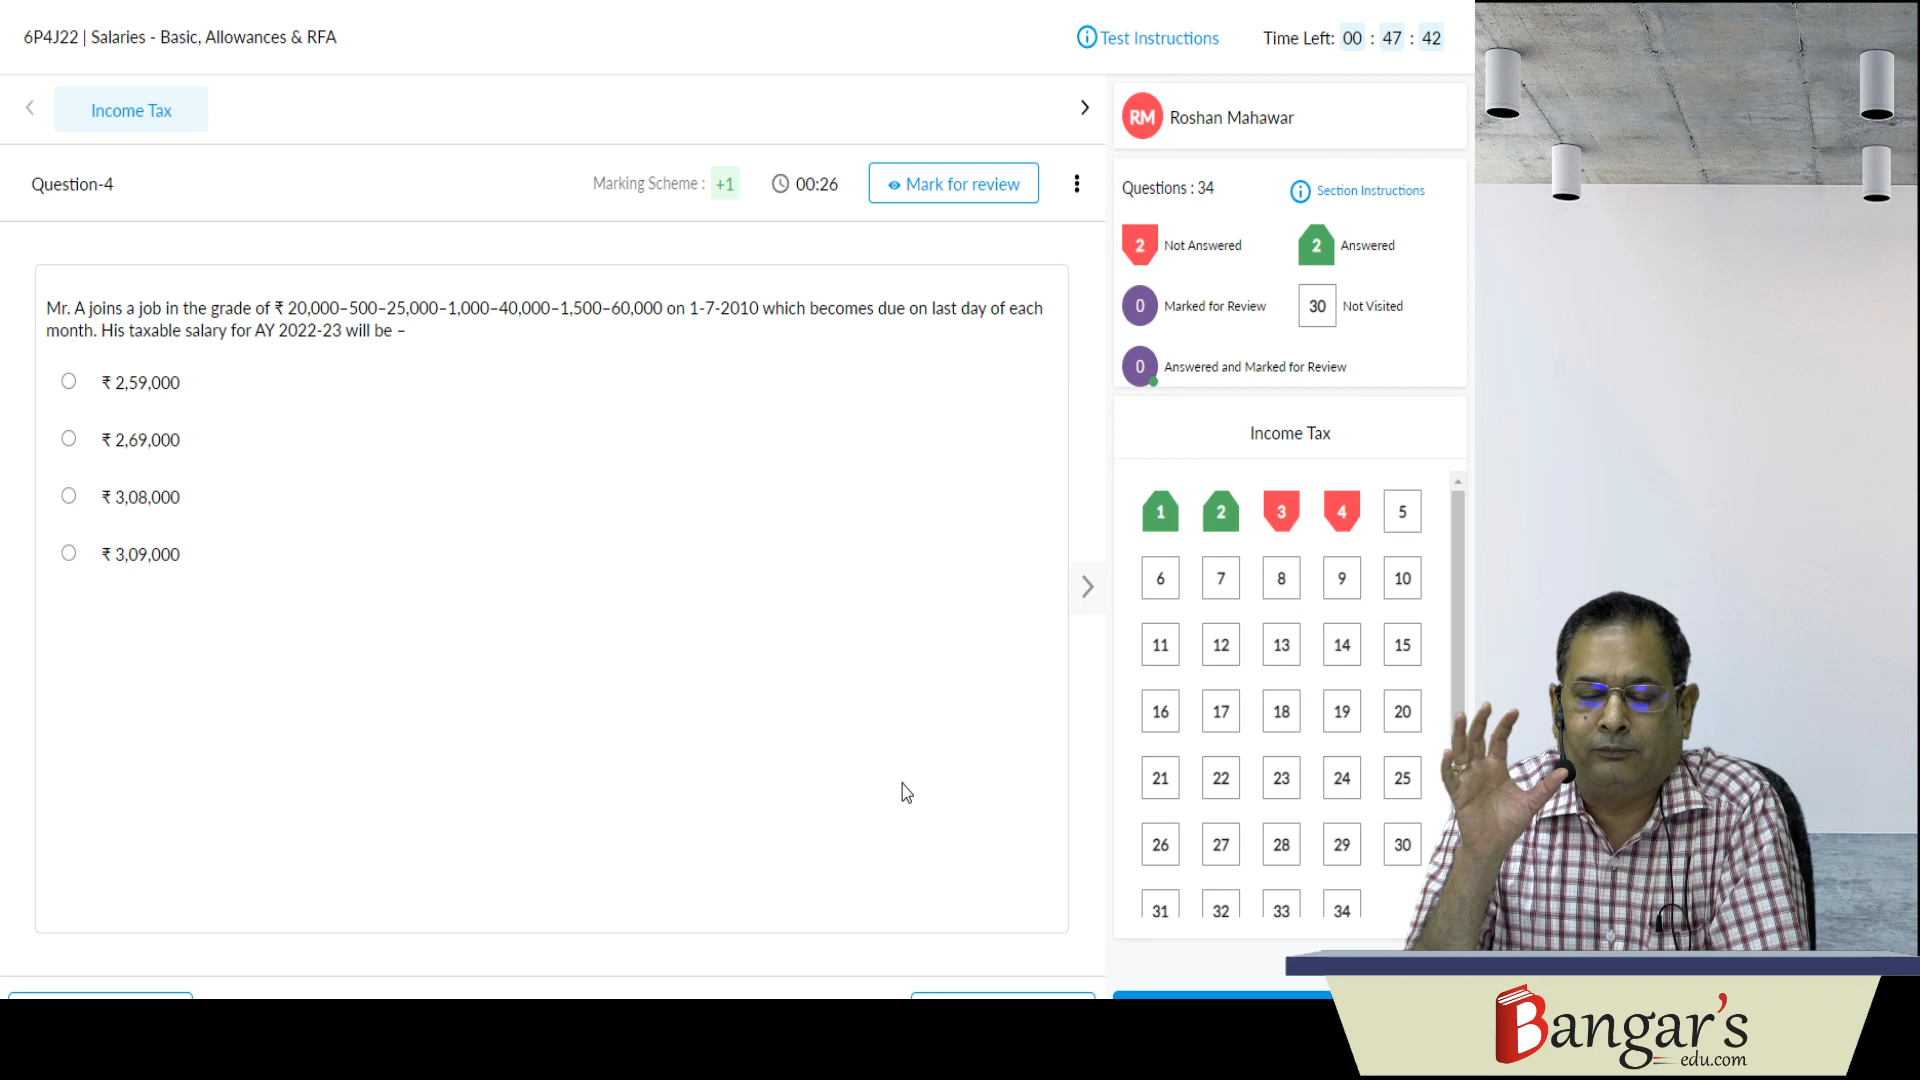 6P4J22 | Salaries - Basic, Allowances & RFA
Test Instructions
Time Left: 00 : 47 : 42
Income Tax
RM Roshan Mahawar
Question-4
Marking Scheme : +1
00:26
Mark for review
Questions : 34
Section Instructions
2 Not Answered
2 Answered
0 Marked for Review
30 Not Visited
0 Answered and Marked for Review
Mr. A joins a job in the grade of ₹ 20,000–500–25,000–1,000–40,000–1,500–60,000 on 1-7-2010 which becomes due on last day of each
month. His taxable salary for AY 2022-23 will be –
₹ 2,59,000
₹ 2,69,000
₹ 3,08,000
₹ 3,09,000
Income Tax
1 2 3 4 5
6 7 8 9 10
11 12 13 14 15
16 17 18 19 20
21 22 23 24 25
26 27 28 29 30
31 32 33 34
Bangar's
edu.com